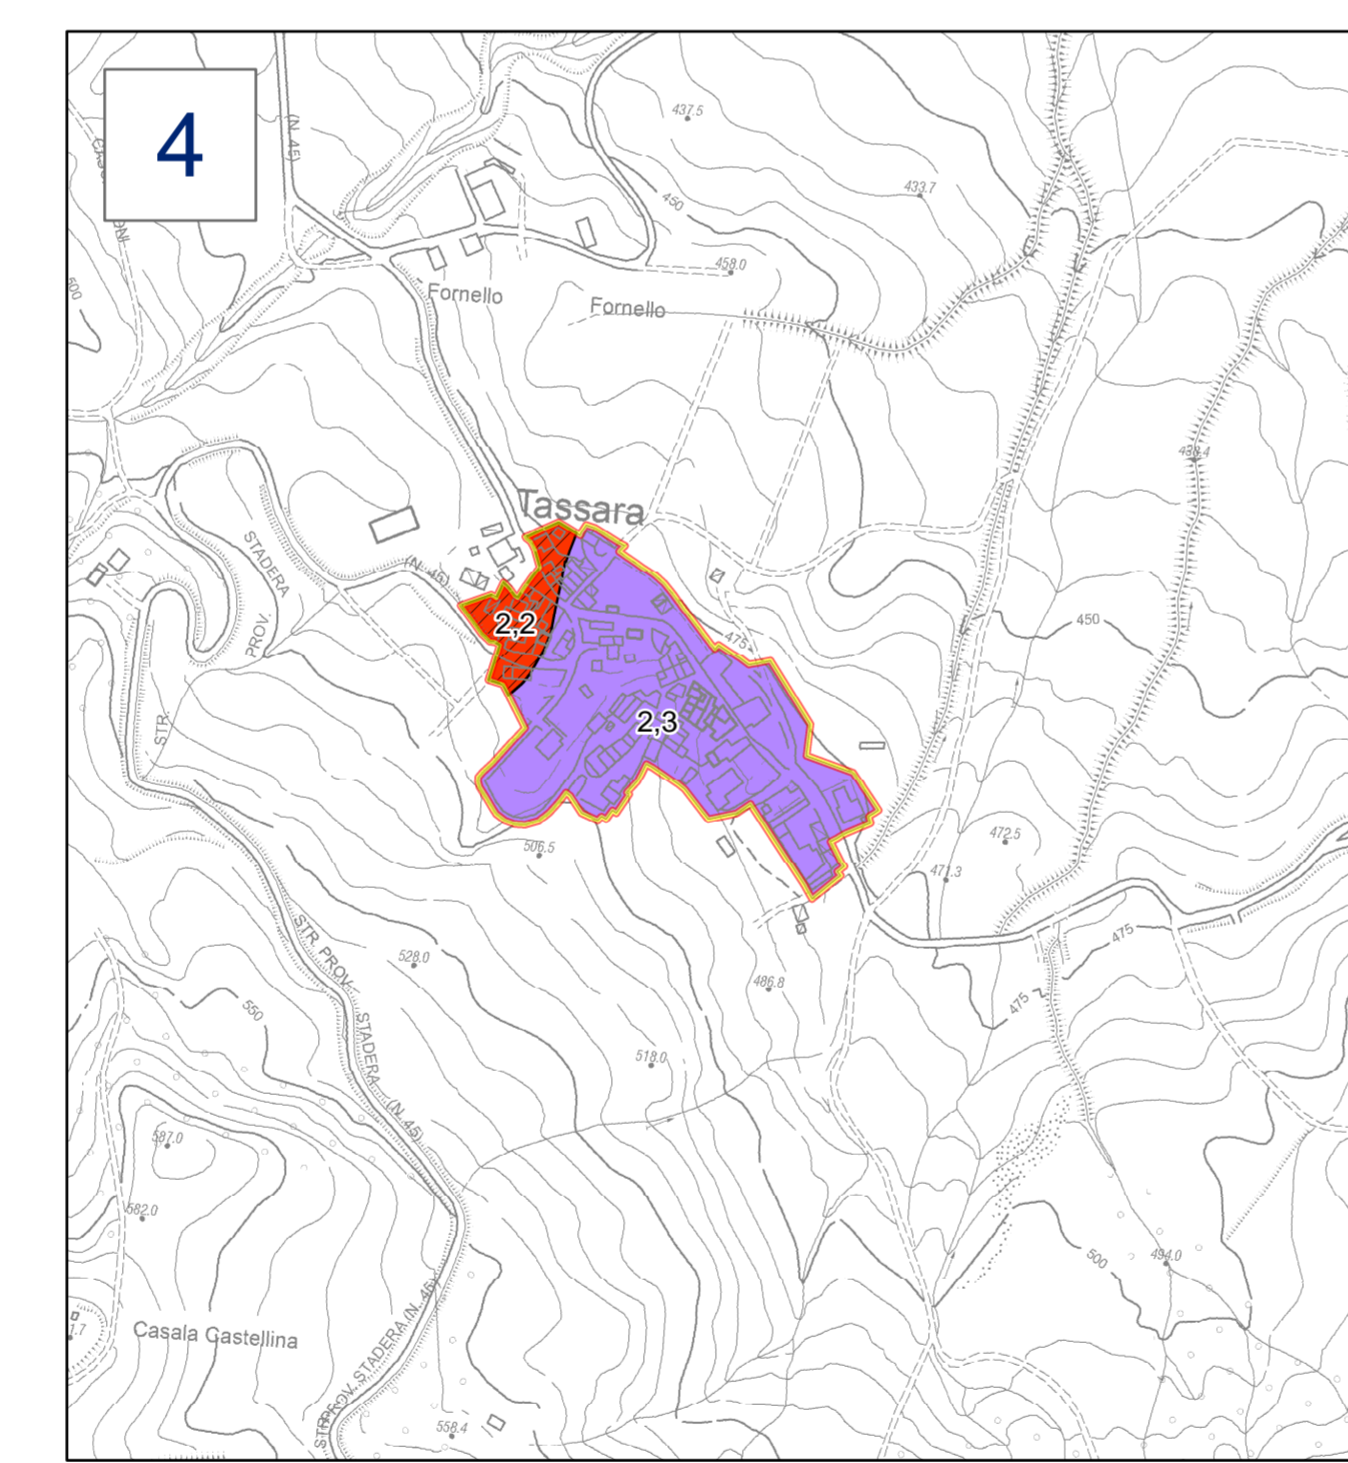 4
(N. 45)
437.5
433.7
450
458.0
500
Fornello
Fornello
438.4
Tassara
(N. 45)
STADERA
PROV.
STR.
2,2
475
450
2,3
506.5
472.5
471.3
475
475
STR. PROV.
STADERA
(N. 45)
528.0
486.8
550
518.0
587.0
582.0
500
494.0
1.7
Casala Castellina
PROV. STADERA (N. 45)
558.4